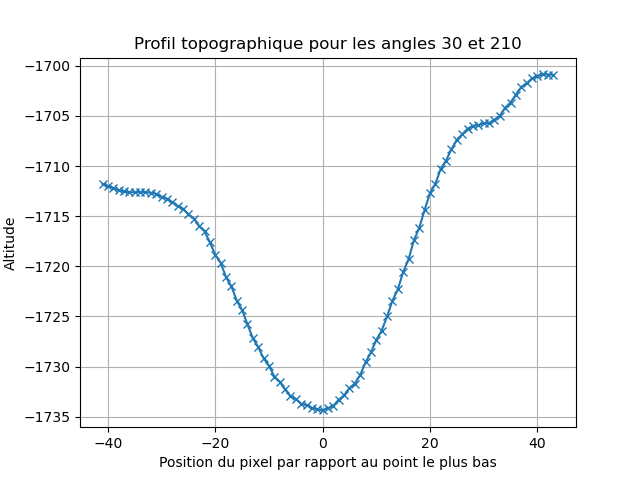 Profil topographique pour les angles 30 et 210
−1700
−1705
−1710
−1715
−1720
−1725
−1730
−1735
Altitude
−40 −20 0 20 40
Position du pixel par rapport au point le plus bas